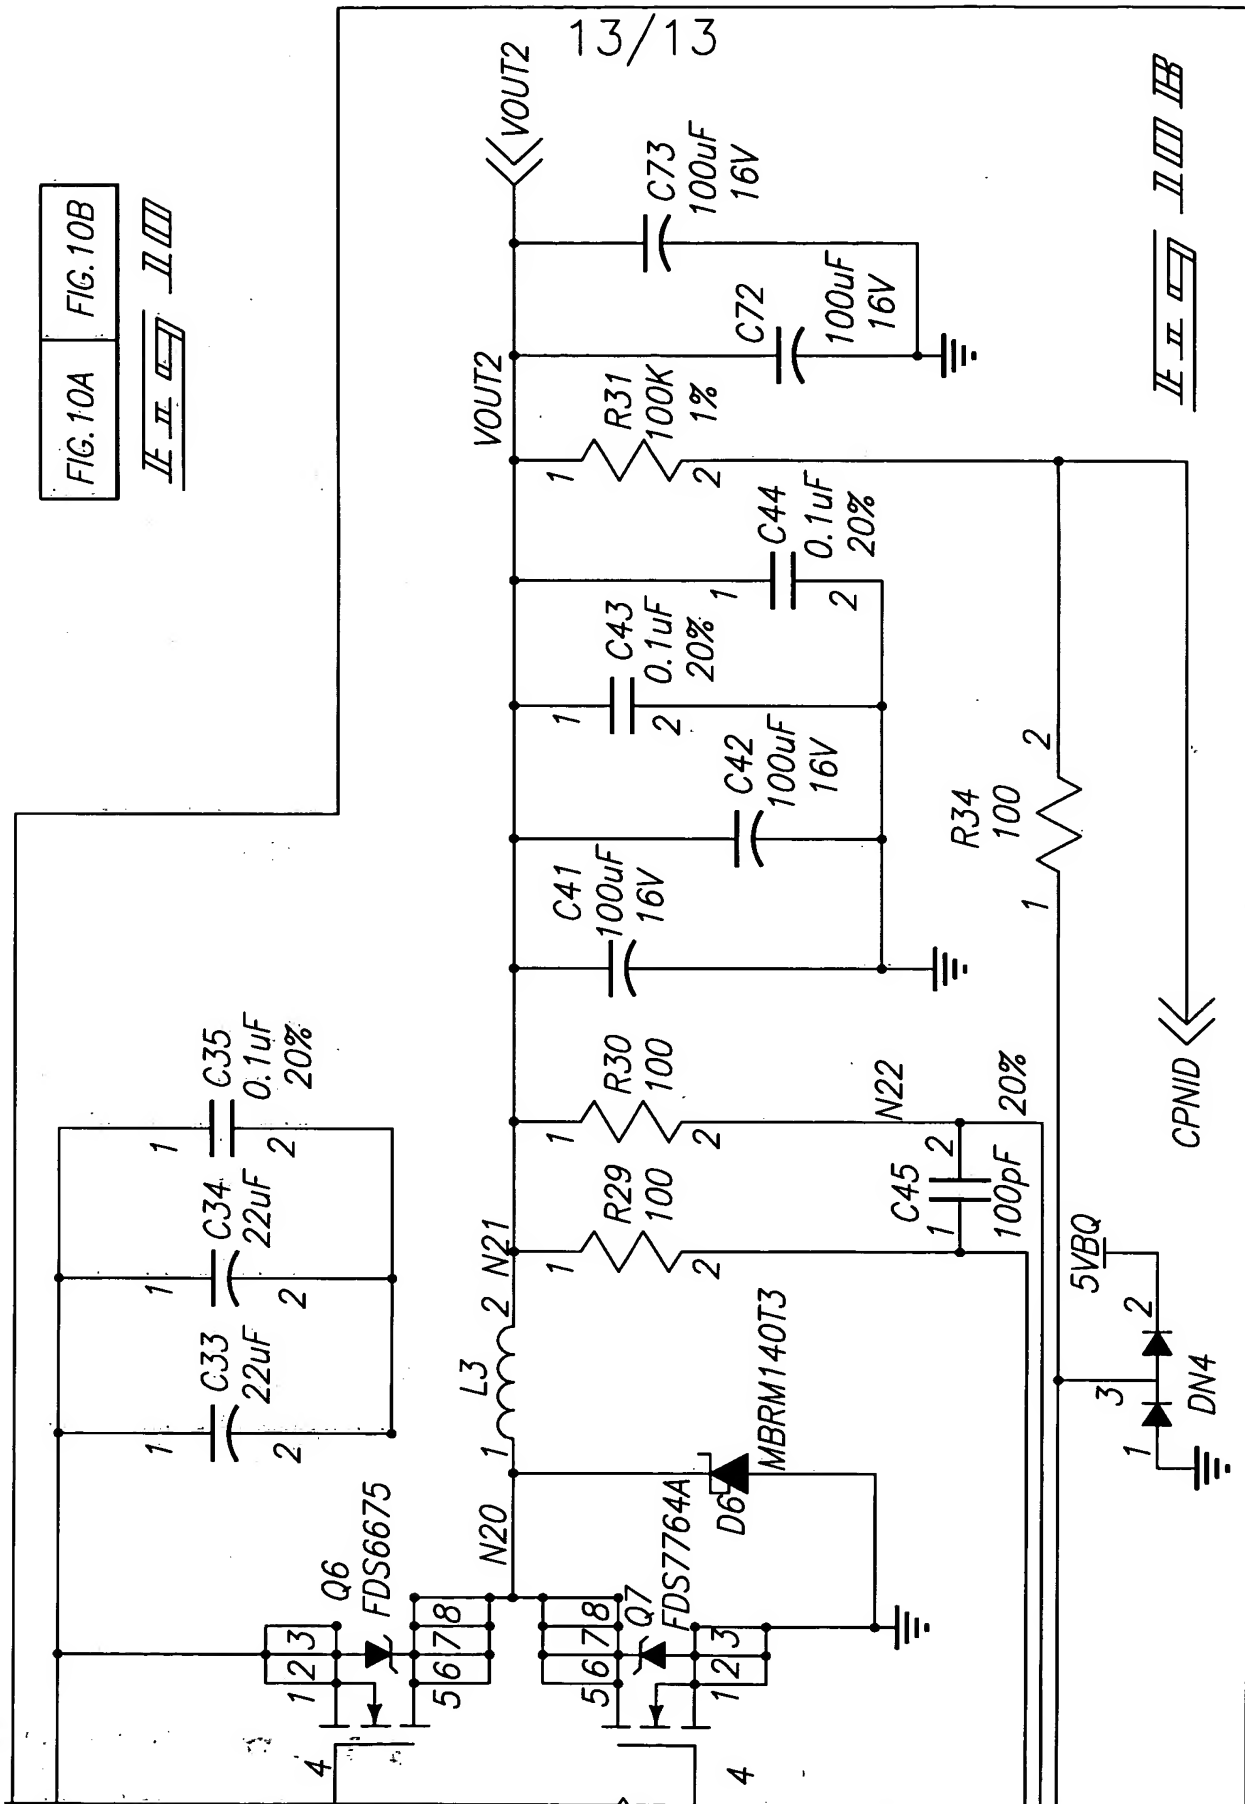 13/13
FIG.10A FIG.10B
FIG 10
FIG 10B
VOUT2
VOUT2
C73
100uF
16V
C72
100uF
16V
R31
100K
1%
1
2
C44
0.1uF
20%
1
2
C43
0.1uF
20%
1
2
C42
100uF
16V
C41
100uF
16V
R34
100
1
2
CPNID
C35
0.1uF
20%
1
2
C34
22uF
1
2
C33
22uF
1
2
R30
100
1
2
R29
100
1
2
N22
C45
100pF
20%
1
2
N21
L3
1
2
5VBQ
DN4
1
2
3
N20
D6
MBRM140T3
Q6
FDS6675
1 2 3
5 6 7 8
4
Q7
FDS7764A
5 6 7 8
1 2 3
4